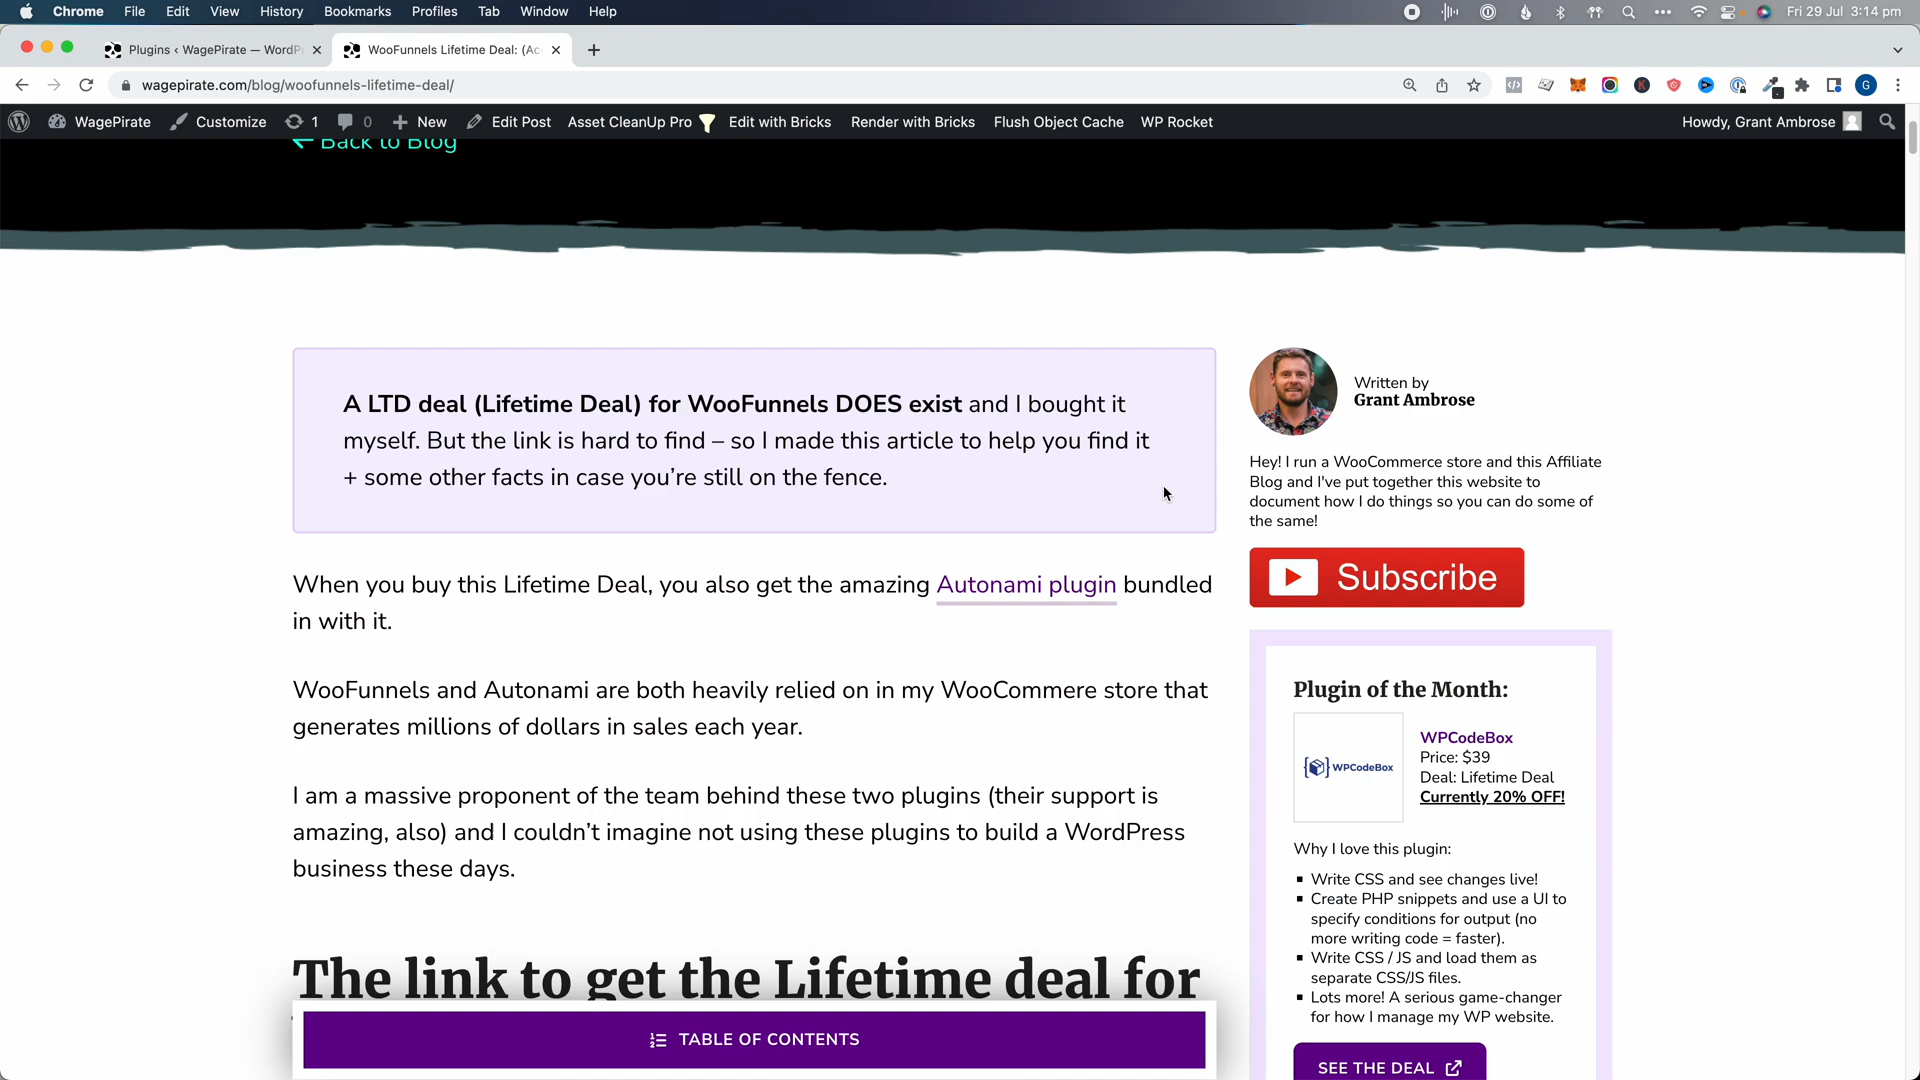 Chrome File Edit View History Bookmarks Profiles Tab Window Help
Fri 29 Jul 3:14 pm
Plugins ‹ WagePirate — WordP
WooFunnels Lifetime Deal: (Ac
wagepirate.com/blog/woofunnels-lifetime-deal/
G
WagePirate Customize 1 0 New Edit Post Asset CleanUp Pro Edit with Bricks Render with Bricks Flush Object Cache WP Rocket
Howdy, Grant Ambrose
← Back to Blog
A LTD deal (Lifetime Deal) for WooFunnels DOES exist and I bought it
myself. But the link is hard to find – so I made this article to help you find it
+ some other facts in case you’re still on the fence.
When you buy this Lifetime Deal, you also get the amazing Autonami plugin bundled
in with it.
WooFunnels and Autonami are both heavily relied on in my WooCommere store that
generates millions of dollars in sales each year.
I am a massive proponent of the team behind these two plugins (their support is
amazing, also) and I couldn’t imagine not using these plugins to build a WordPress
business these days.
The link to get the Lifetime deal for
TABLE OF CONTENTS
Written by
Grant Ambrose
Hey! I run a WooCommerce store and this Affiliate
Blog and I've put together this website to
document how I do things so you can do some of
the same!
Subscribe
Plugin of the Month:
{ } WPCodeBox
WPCodeBox
Price: $39
Deal: Lifetime Deal
Currently 20% OFF!
Why I love this plugin:
▪ Write CSS and see changes live!
▪ Create PHP snippets and use a UI to
specify conditions for output (no
more writing code = faster).
▪ Write CSS / JS and load them as
separate CSS/JS files.
▪ Lots more! A serious game-changer
for how I manage my WP website.
SEE THE DEAL